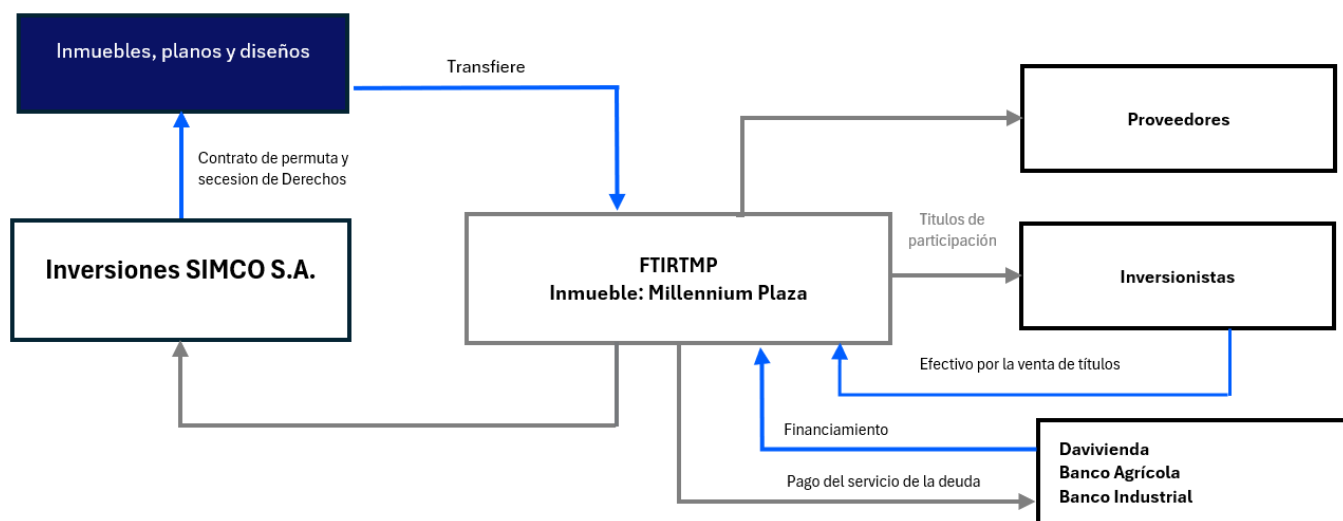 Inmuebles, planos y diseños
Transfiere
Proveedores
Contrato de permuta y
secesion de Derechos
Inversiones SIMCO S.A.
FTIRTMP
Inmueble: Millennium Plaza
Titulos de
participación
Inversionistas
Efectivo por la venta de títulos
Financiamiento
Pago del servicio de la deuda
Davivienda
Banco Agrícola
Banco Industrial